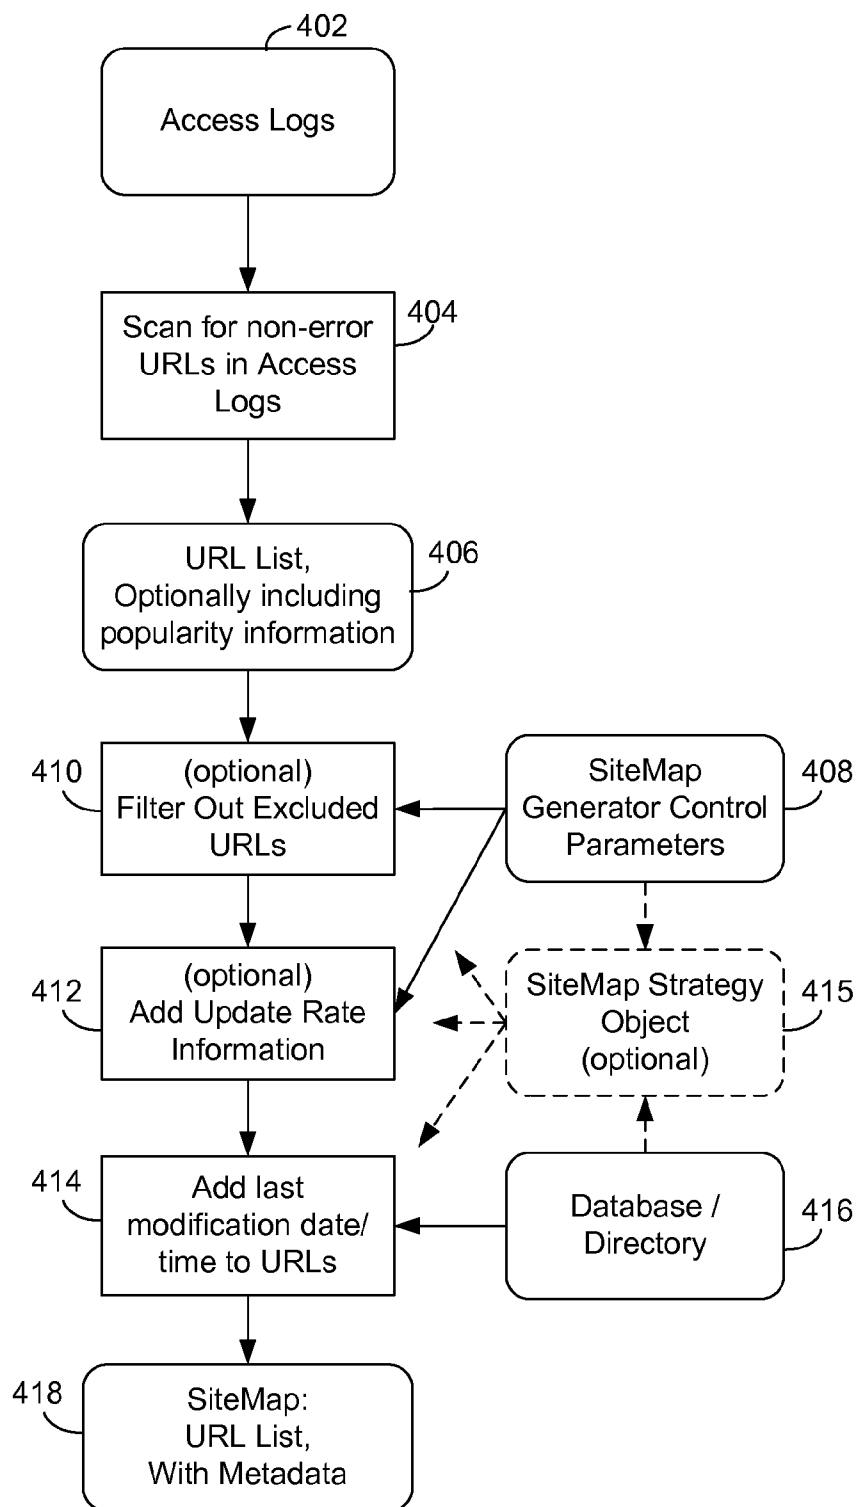 402
Access Logs
404
Scan for non-error
URLs in Access
Logs
406
URL List,
Optionally including
popularity information
410
(optional)
Filter Out Excluded
URLs
408
SiteMap
Generator Control
Parameters
412
(optional)
Add Update Rate
Information
415
SiteMap Strategy
Object
(optional)
414
Add last
modification date/
time to URLs
416
Database /
Directory
418
SiteMap:
URL List,
With Metadata